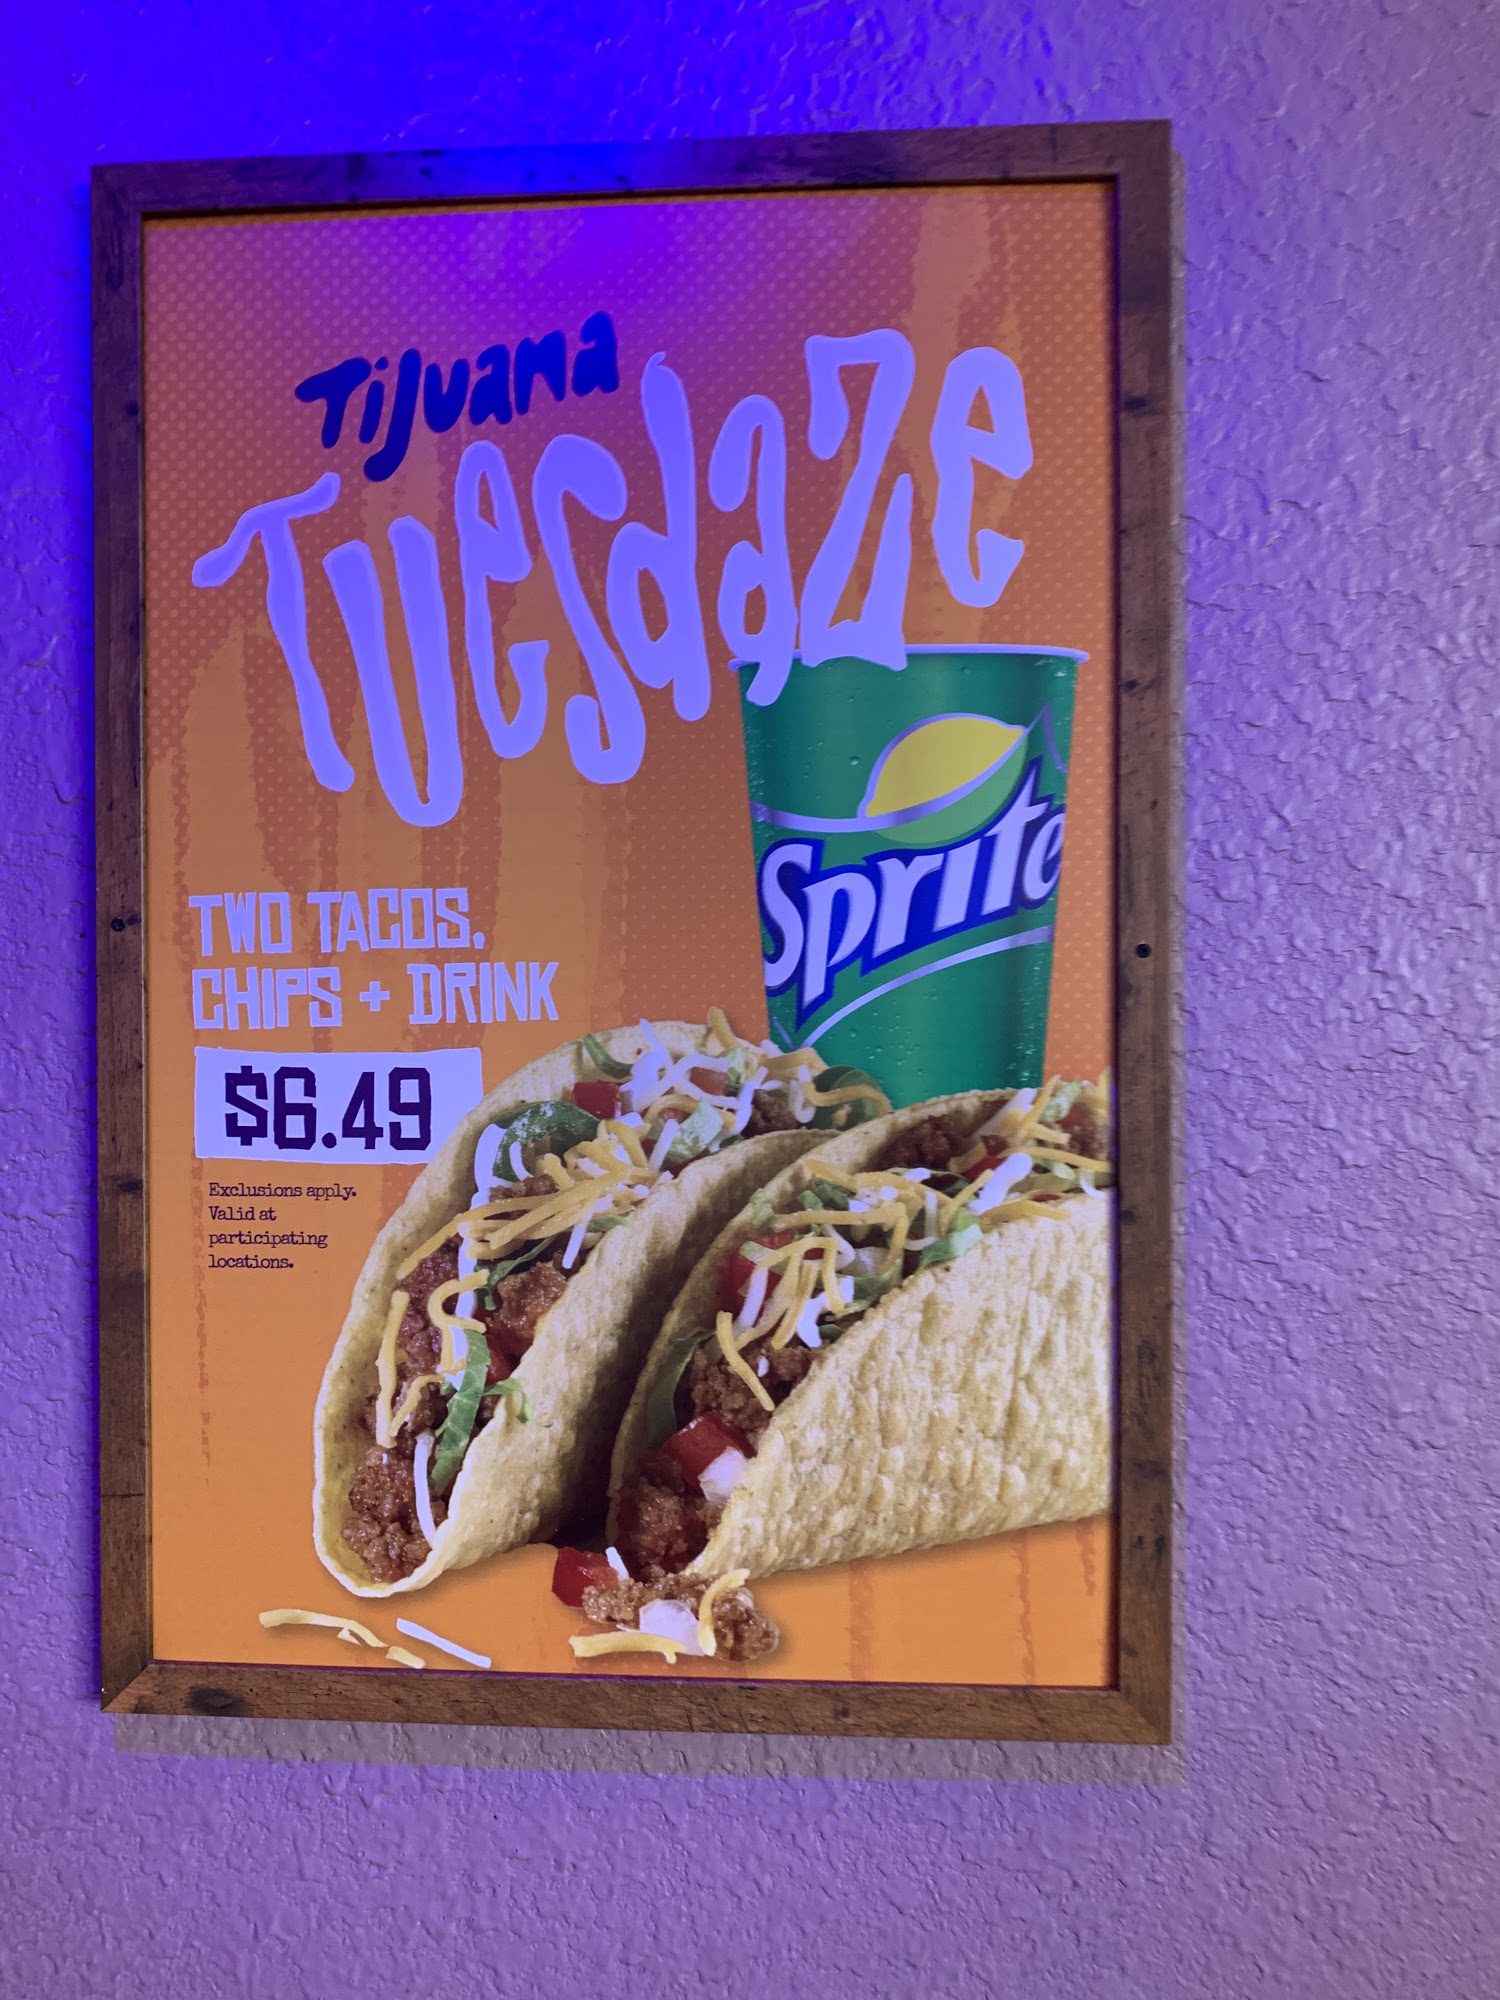 Tijuana
Tuesdaze
Sprite
TWO TACOS,
CHIPS + DRINK
$6.49
Exclusions apply.
Valid at
participating
locations.